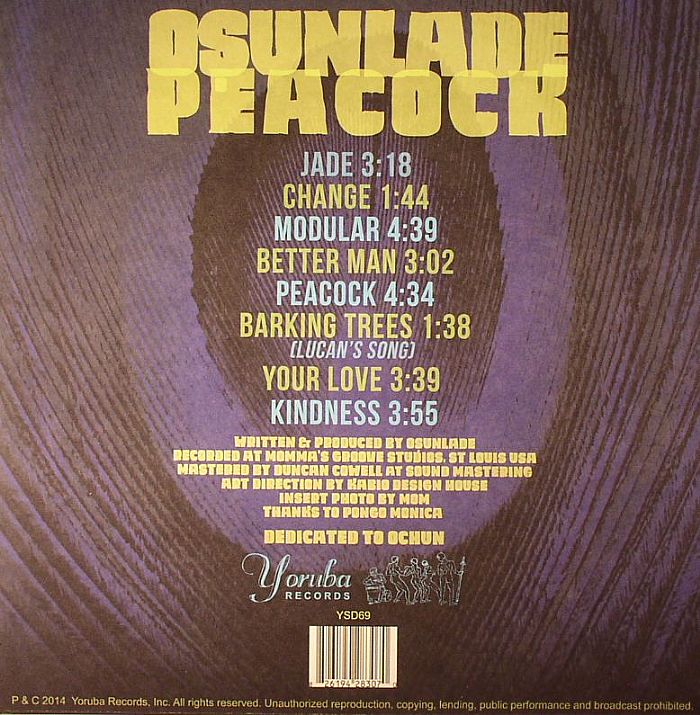 OSUNLADE
PEACOCK
JADE 3:18
CHANGE 1:44
MODULAR 4:39
BETTER MAN 3:02
PEACOCK 4:34
BARKING TREES 1:38
(LUCAN'S SONG)
YOUR LOVE 3:39
KINDNESS 3:55
WRITTEN & PRODUCED BY OSUNLADE
RECORDED AT MOMMA'S GROOVE STUDIOS, ST LOUIS USA
MASTERED BY DUNCAN COWELL AT SOUND MASTERING
ART DIRECTION BY KABIO DESIGN HOUSE
INSERT PHOTO BY MOM
THANKS TO PONGO MONICA
DEDICATED TO OCHUN
Yoruba
RECORDS
YSD69
8 26194 28307 0
P & C 2014 Yoruba Records, Inc. All rights reserved. Unauthorized reproduction, copying, lending, public performance and broadcast prohibited.